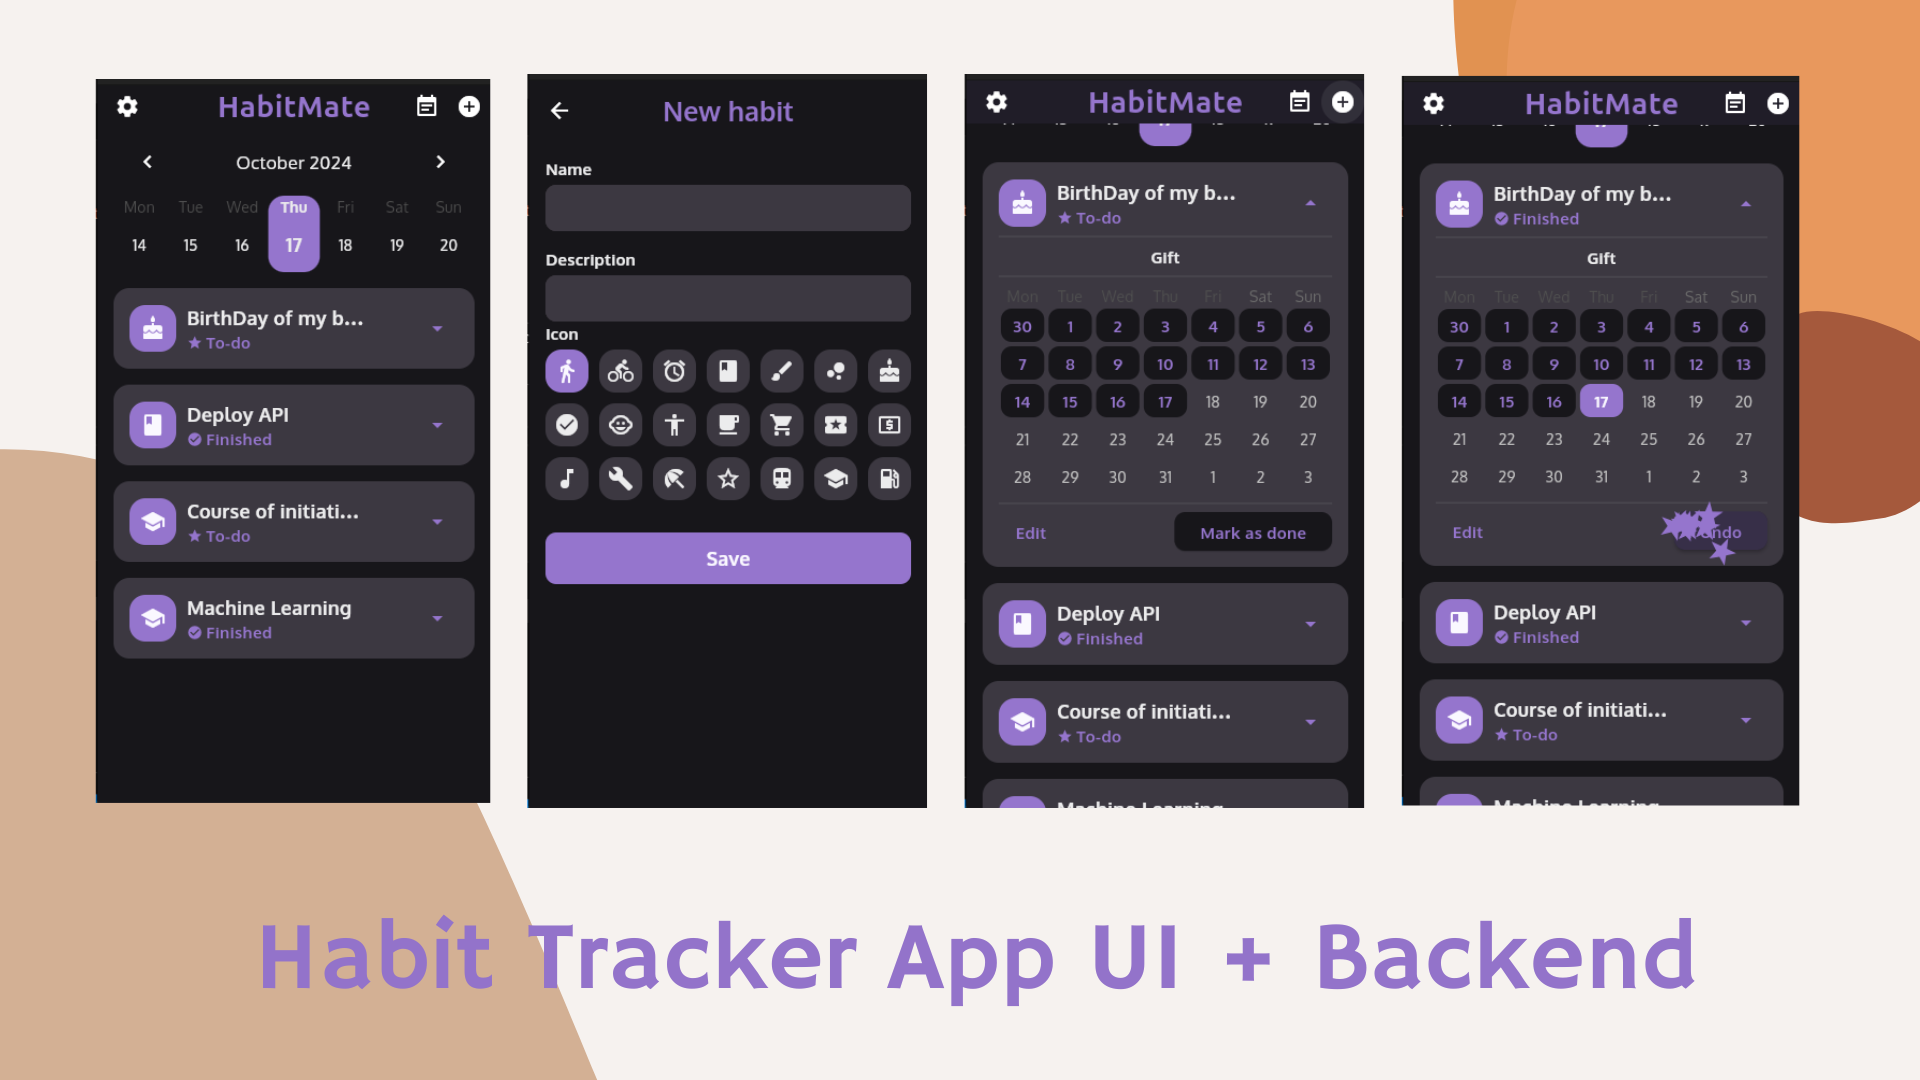 HabitMate
October 2024
Mon Tue Wed Thu Fri Sat Sun
14 15 16 17 18 19 20
BirthDay of my b...
To-do
Deploy API
Finished
Course of initiati...
To-do
Machine Learning
Finished
New habit
Name
Description
Icon
Save
HabitMate
BirthDay of my b...
To-do
Gift
Mon Tue Wed Thu Fri Sat Sun
30 1 2 3 4 5 6
7 8 9 10 11 12 13
14 15 16 17 18 19 20
21 22 23 24 25 26 27
28 29 30 31 1 2 3
Edit Mark as done
Deploy API
Finished
Course of initiati...
To-do
Machine Learning
HabitMate
BirthDay of my b...
Finished
Gift
Mon Tue Wed Thu Fri Sat Sun
30 1 2 3 4 5 6
7 8 9 10 11 12 13
14 15 16 17 18 19 20
21 22 23 24 25 26 27
28 29 30 31 1 2 3
Edit Undo
Deploy API
Finished
Course of initiati...
To-do
Machine Learning
Habit Tracker App UI + Backend